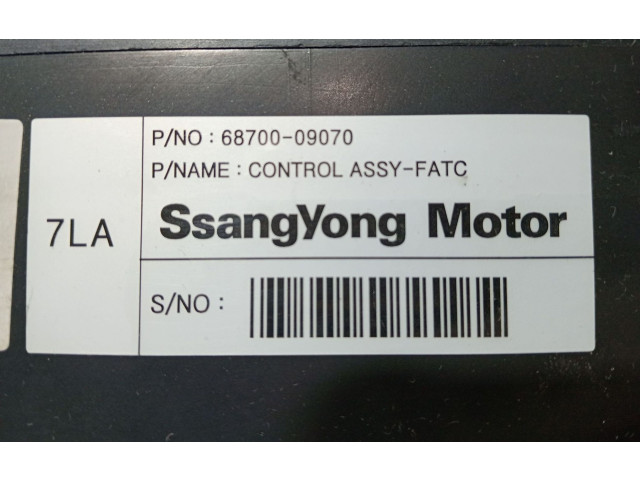 7LA
P/NO : 68700-09070
P/NAME : CONTROL ASSY-FATC
SsangYong Motor
S/NO :